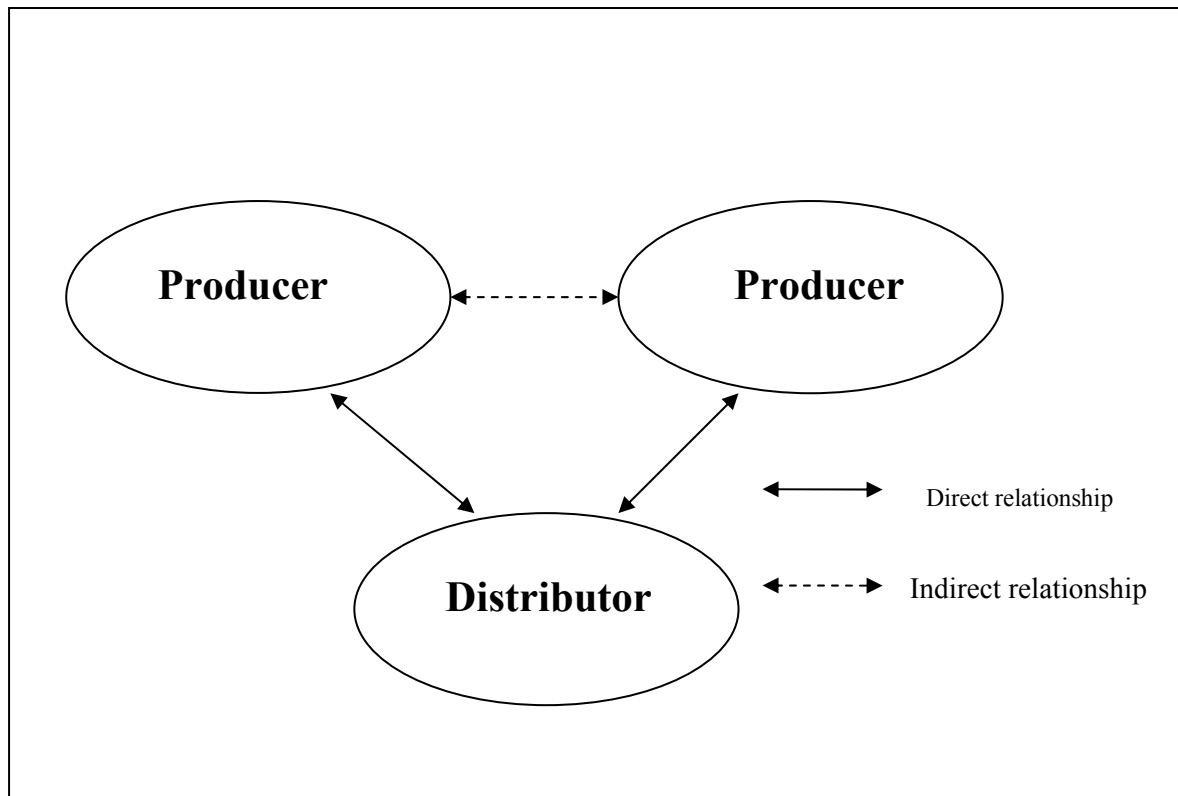 Producer
Producer
Direct relationship
Indirect relationship
Distributor